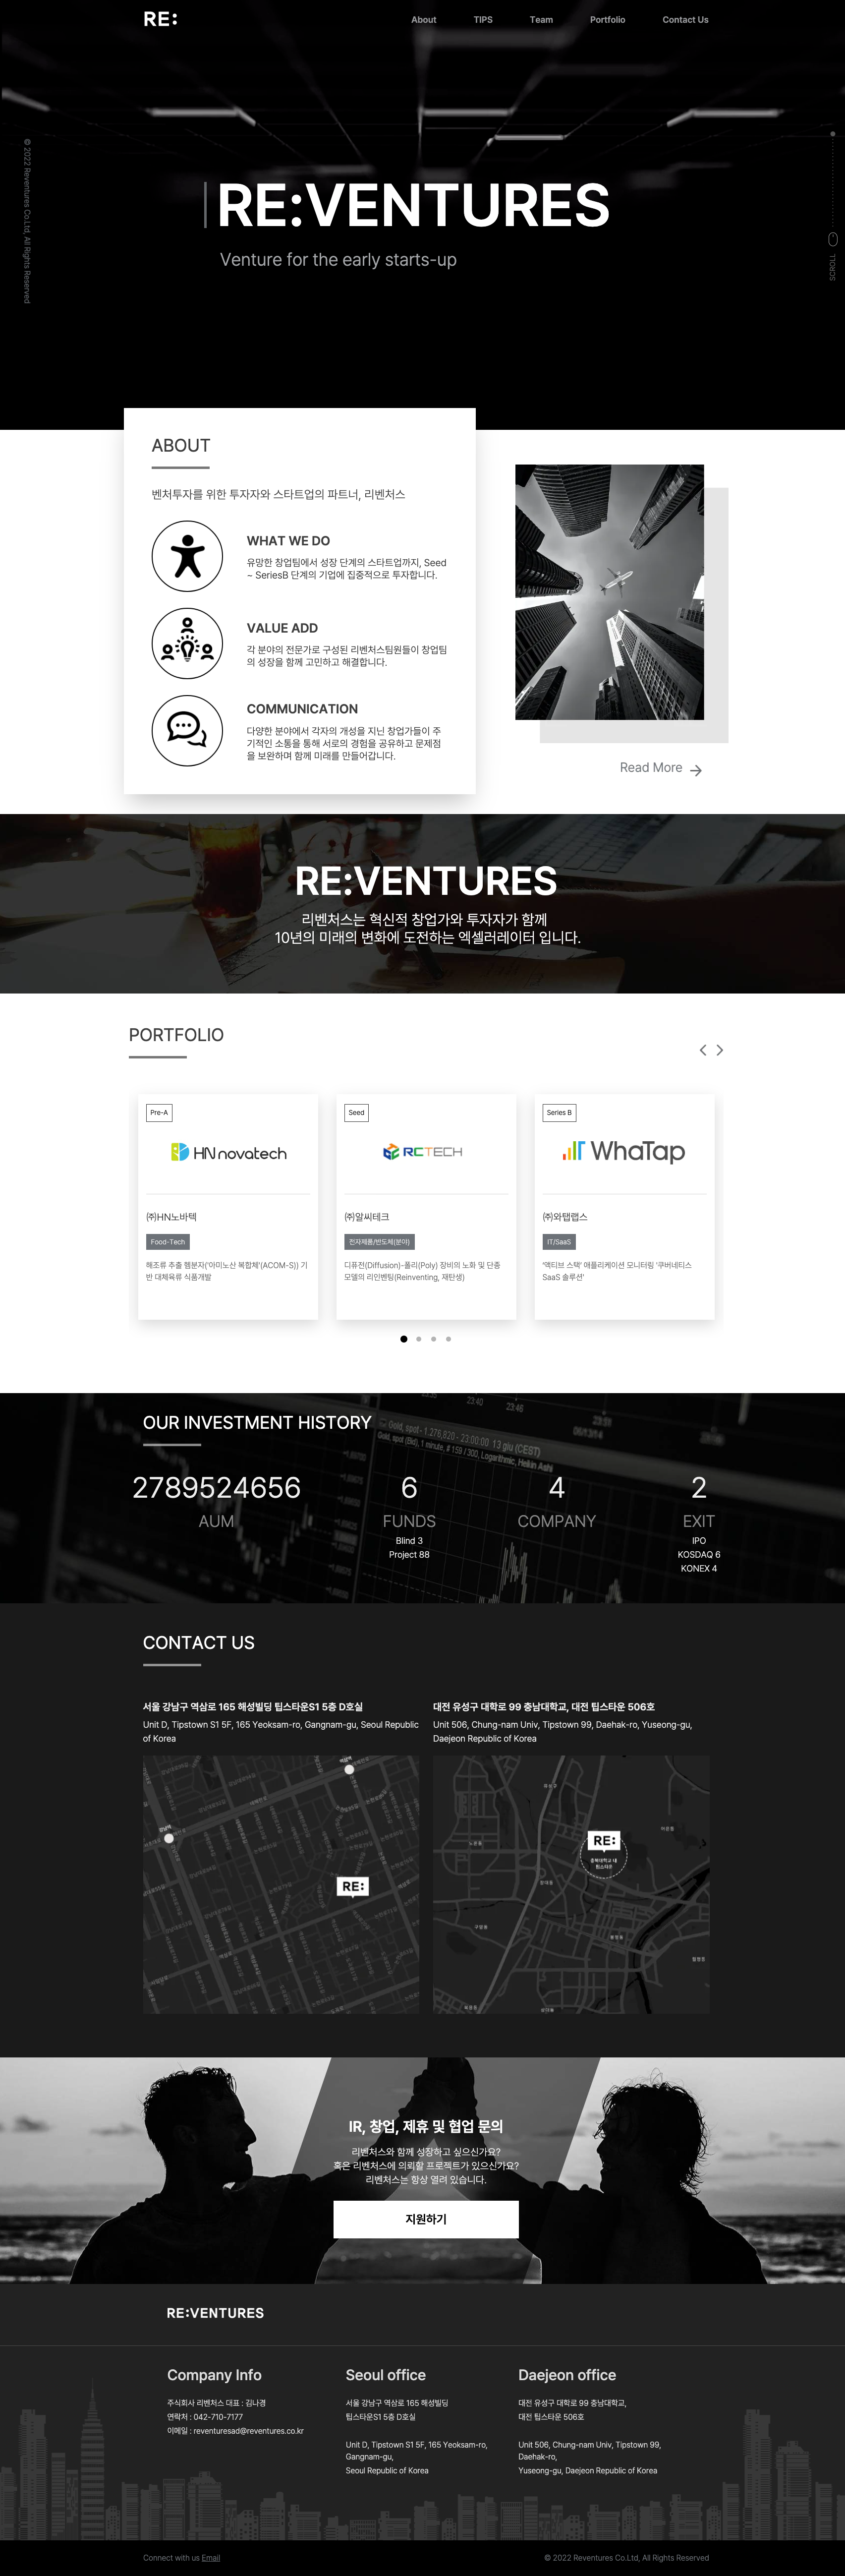 RE:
About TIPS Team Portfolio Contact Us
© 2022 Reventures Co.Ltd, All Rights Reserved
RE:VENTURES
Venture for the early starts-up
SCROLL
ABOUT
벤처투자를 위한 투자자와 스타트업의 파트너, 리벤처스
WHAT WE DO
유망한 창업팀에서 성장 단계의 스타트업까지, Seed
~ SeriesB 단계의 기업에 집중적으로 투자합니다.
VALUE ADD
각 분야의 전문가로 구성된 리벤처스팀원들이 창업팀
의 성장을 함께 고민하고 해결합니다.
COMMUNICATION
다양한 분야에서 각자의 개성을 지닌 창업가들이 주
기적인 소통을 통해 서로의 경험을 공유하고 문제점
을 보완하며 함께 미래를 만들어갑니다.
Read More
RE:VENTURES
리벤처스는 혁신적 창업가와 투자자가 함께
10년의 미래의 변화에 도전하는 엑셀러레이터 입니다.
PORTFOLIO
Pre-A
HN novatech
㈜HN노바텍
Food-Tech
해조류 추출 헴분자('아미노산 복합체'(ACOM-S)) 기
반 대체육류 식품개발
Seed
RCTECH
㈜알씨테크
전자제품/반도체(분야)
디퓨전(Diffusion)-폴리(Poly) 장비의 노화 및 단종
모델의 리인벤팅(Reinventing, 재탄생)
Series B
WhaTap
㈜와탭랩스
IT/SaaS
'액티브 스택' 애플리케이션 모니터링 '쿠버네티스
SaaS 솔루션'
23:40
23:46
23:51
06/13/14
Gold, spot - 1 276,820 - 23:00:00 13 giu (CEST)
Gold, spot (Bid), 1 minute, # 159 / 300, Logarithmic, Heikin Ashi
OUR INVESTMENT HISTORY
2789524656
AUM
6
FUNDS
Blind 3
Project 88
4
COMPANY
2
EXIT
IPO
KOSDAQ 6
KONEX 4
CONTACT US
서울 강남구 역삼로 165 해성빌딩 팁스타운S1 5층 D호실
Unit D, Tipstown S1 5F, 165 Yeoksam-ro, Gangnam-gu, Seoul Republic
of Korea
RE:
대전 유성구 대학로 99 충남대학교, 대전 팁스타운 506호
Unit 506, Chung-nam Univ, Tipstown 99, Daehak-ro, Yuseong-gu,
Daejeon Republic of Korea
RE:
IR, 창업, 제휴 및 협업 문의
리벤처스와 함께 성장하고 싶으신가요?
혹은 리벤처스에 의뢰할 프로젝트가 있으신가요?
리벤처스는 항상 열려 있습니다.
지원하기
RE:VENTURES
Company Info
주식회사 리벤처스 대표 : 김나경
연락처 : 042-710-7177
이메일 : reventuresad@reventures.co.kr
Seoul office
서울 강남구 역삼로 165 해성빌딩
팁스타운S1 5층 D호실
Unit D, Tipstown S1 5F, 165 Yeoksam-ro,
Gangnam-gu,
Seoul Republic of Korea
Daejeon office
대전 유성구 대학로 99 충남대학교,
대전 팁스타운 506호
Unit 506, Chung-nam Univ, Tipstown 99,
Daehak-ro,
Yuseong-gu, Daejeon Republic of Korea
Connect with us Email
© 2022 Reventures Co.Ltd, All Rights Reserved